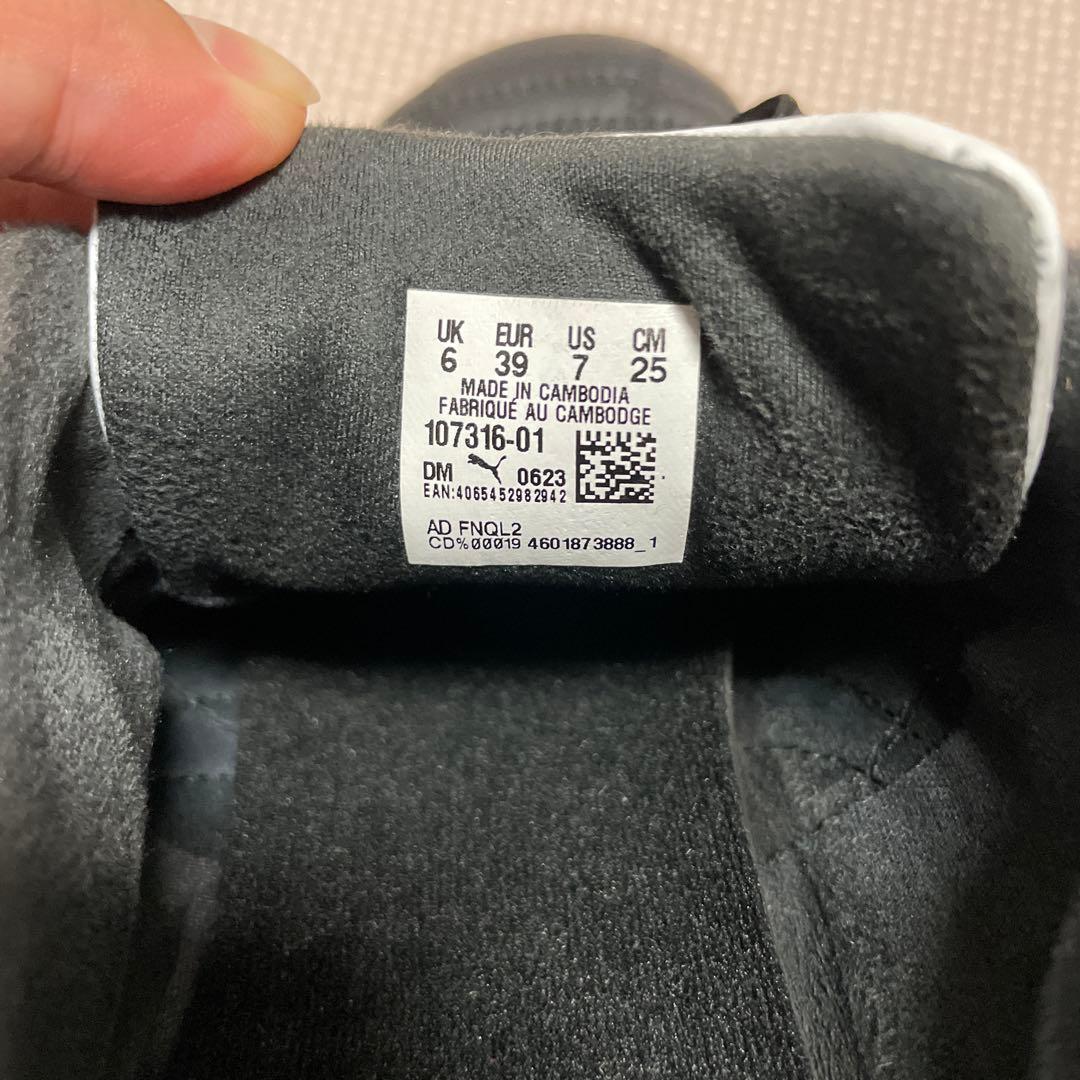 UK EUR US CM
6 39 7 25
MADE IN CAMBODIA
FABRIQUÉ AU CAMBODGE
107316-01
DM 0623
EAN:4065452982942
AD FNQL2
CD%00019 4601873888_1